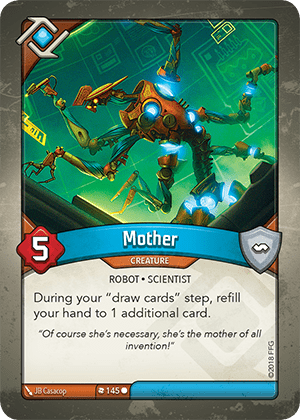 5
Mother
CREATURE
ROBOT • SCIENTIST
During your “draw cards” step, refill
your hand to 1 additional card.
“Of course she’s necessary, she’s the mother of all
invention!”
JB Casacop
145
©2018 FFG